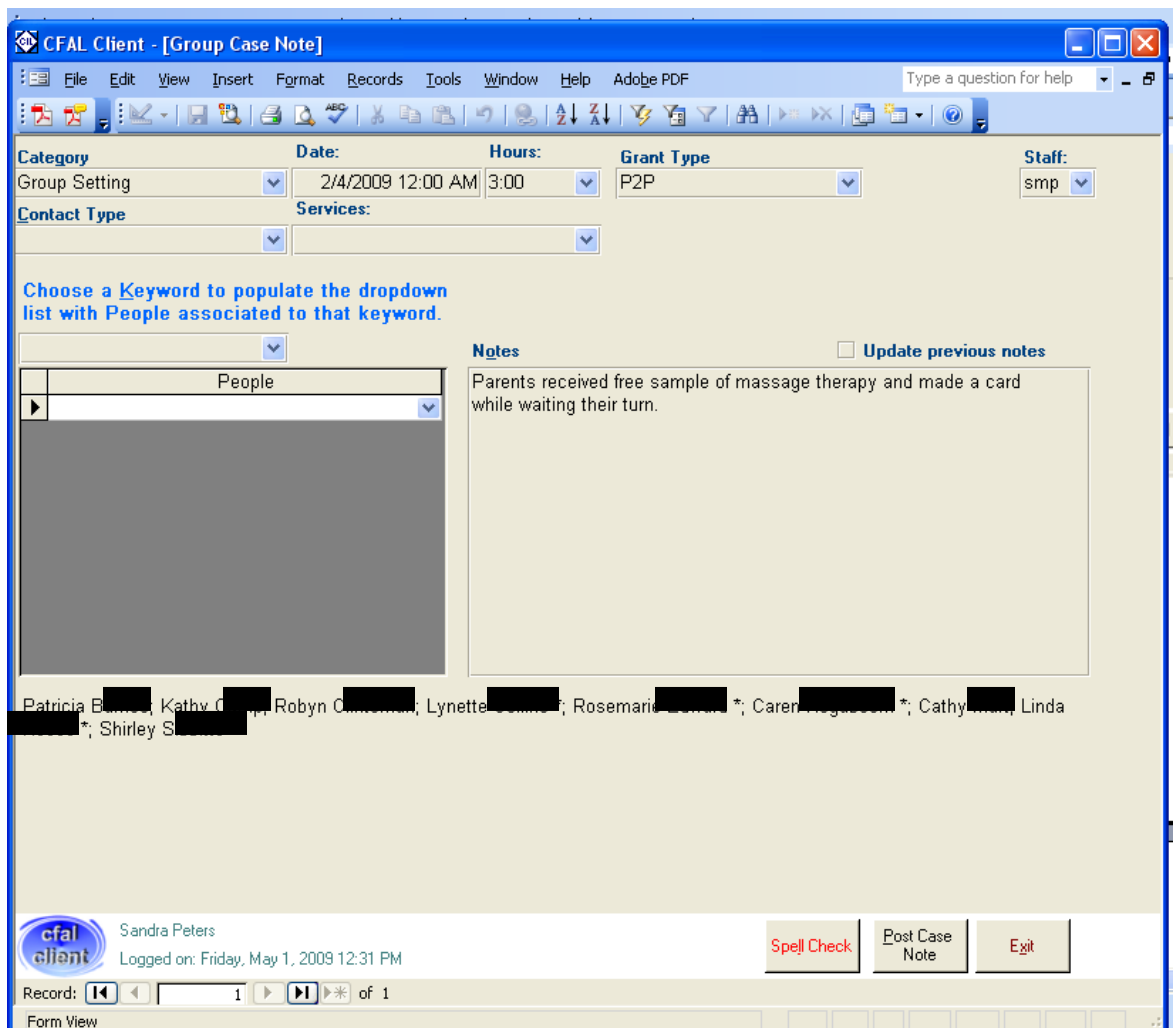 CFAL Client - [Group Case Note]
File Edit View Insert Format Records Tools Window Help Adobe PDF Type a question for help
Category Date: Hours: Grant Type Staff:
Group Setting 2/4/2009 12:00 AM 3:00 P2P smp
Contact Type Services:
Choose a Keyword to populate the dropdown
list with People associated to that keyword.
Notes Update previous notes
People
Parents received free sample of massage therapy and made a card
while waiting their turn.
Patricia Kathy Robyn Lynette *; Rosemarie *; Caren *; Cathy Linda
*; Shirley
cfal
client
Sandra Peters
Logged on: Friday, May 1, 2009 12:31 PM
Spell Check
Post Case
Note
Exit
Record: 1 of 1
Form View